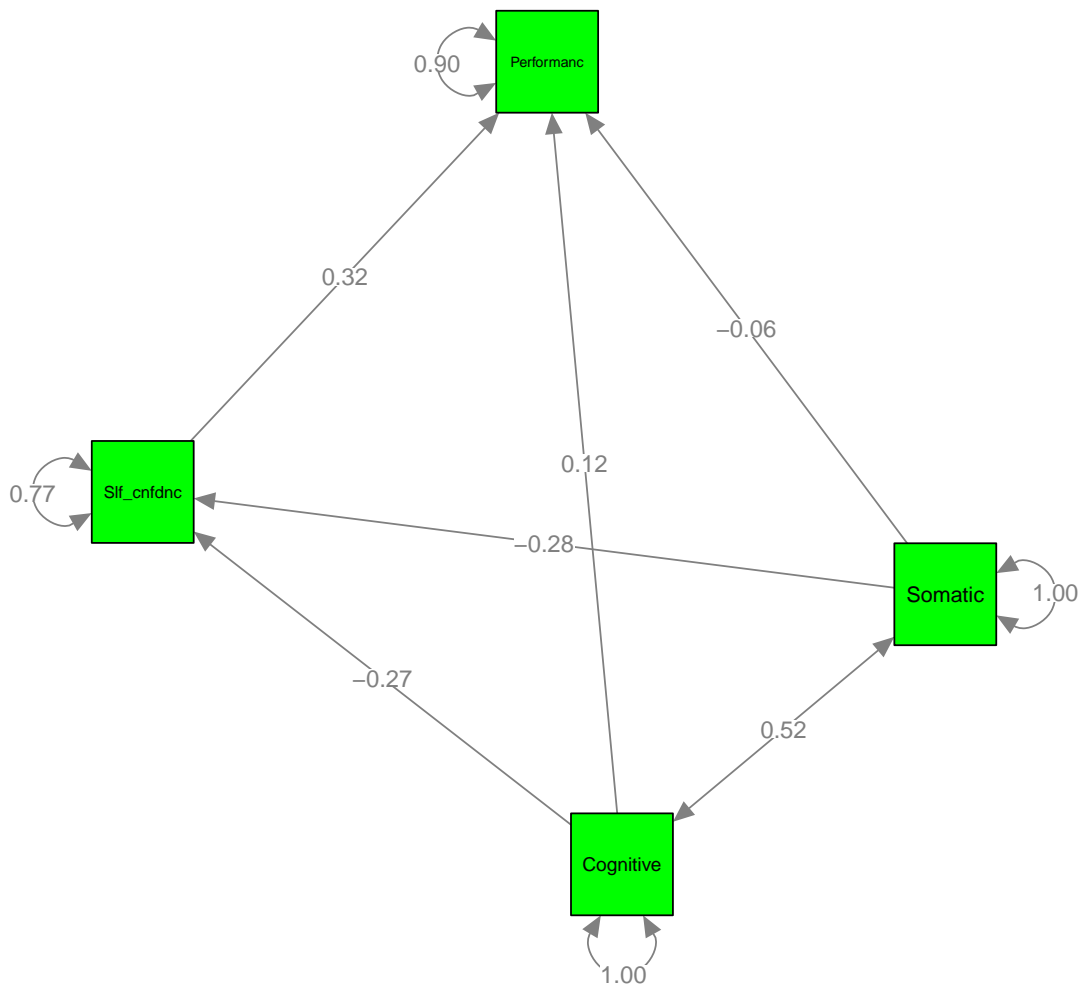 Performanc
0.90
0.32
−0.06
0.12
Slf_cnfdnc
0.77
−0.28
Somatic
1.00
−0.27
0.52
Cognitive
1.00